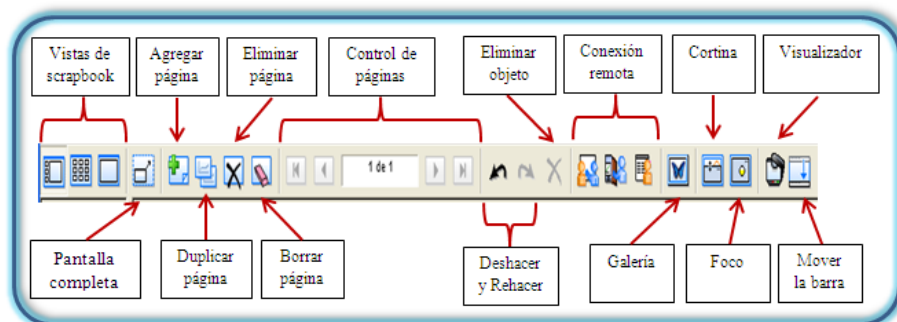 Vistas de
scrapbook
Agregar
página
Eliminar
página
Control de
páginas
Eliminar
objeto
Conexión
remota
Cortina
Visualizador
1 de 1
Pantalla
completa
Duplicar
página
Borrar
página
Deshacer
y Rehacer
Galería
Foco
Mover
la barra